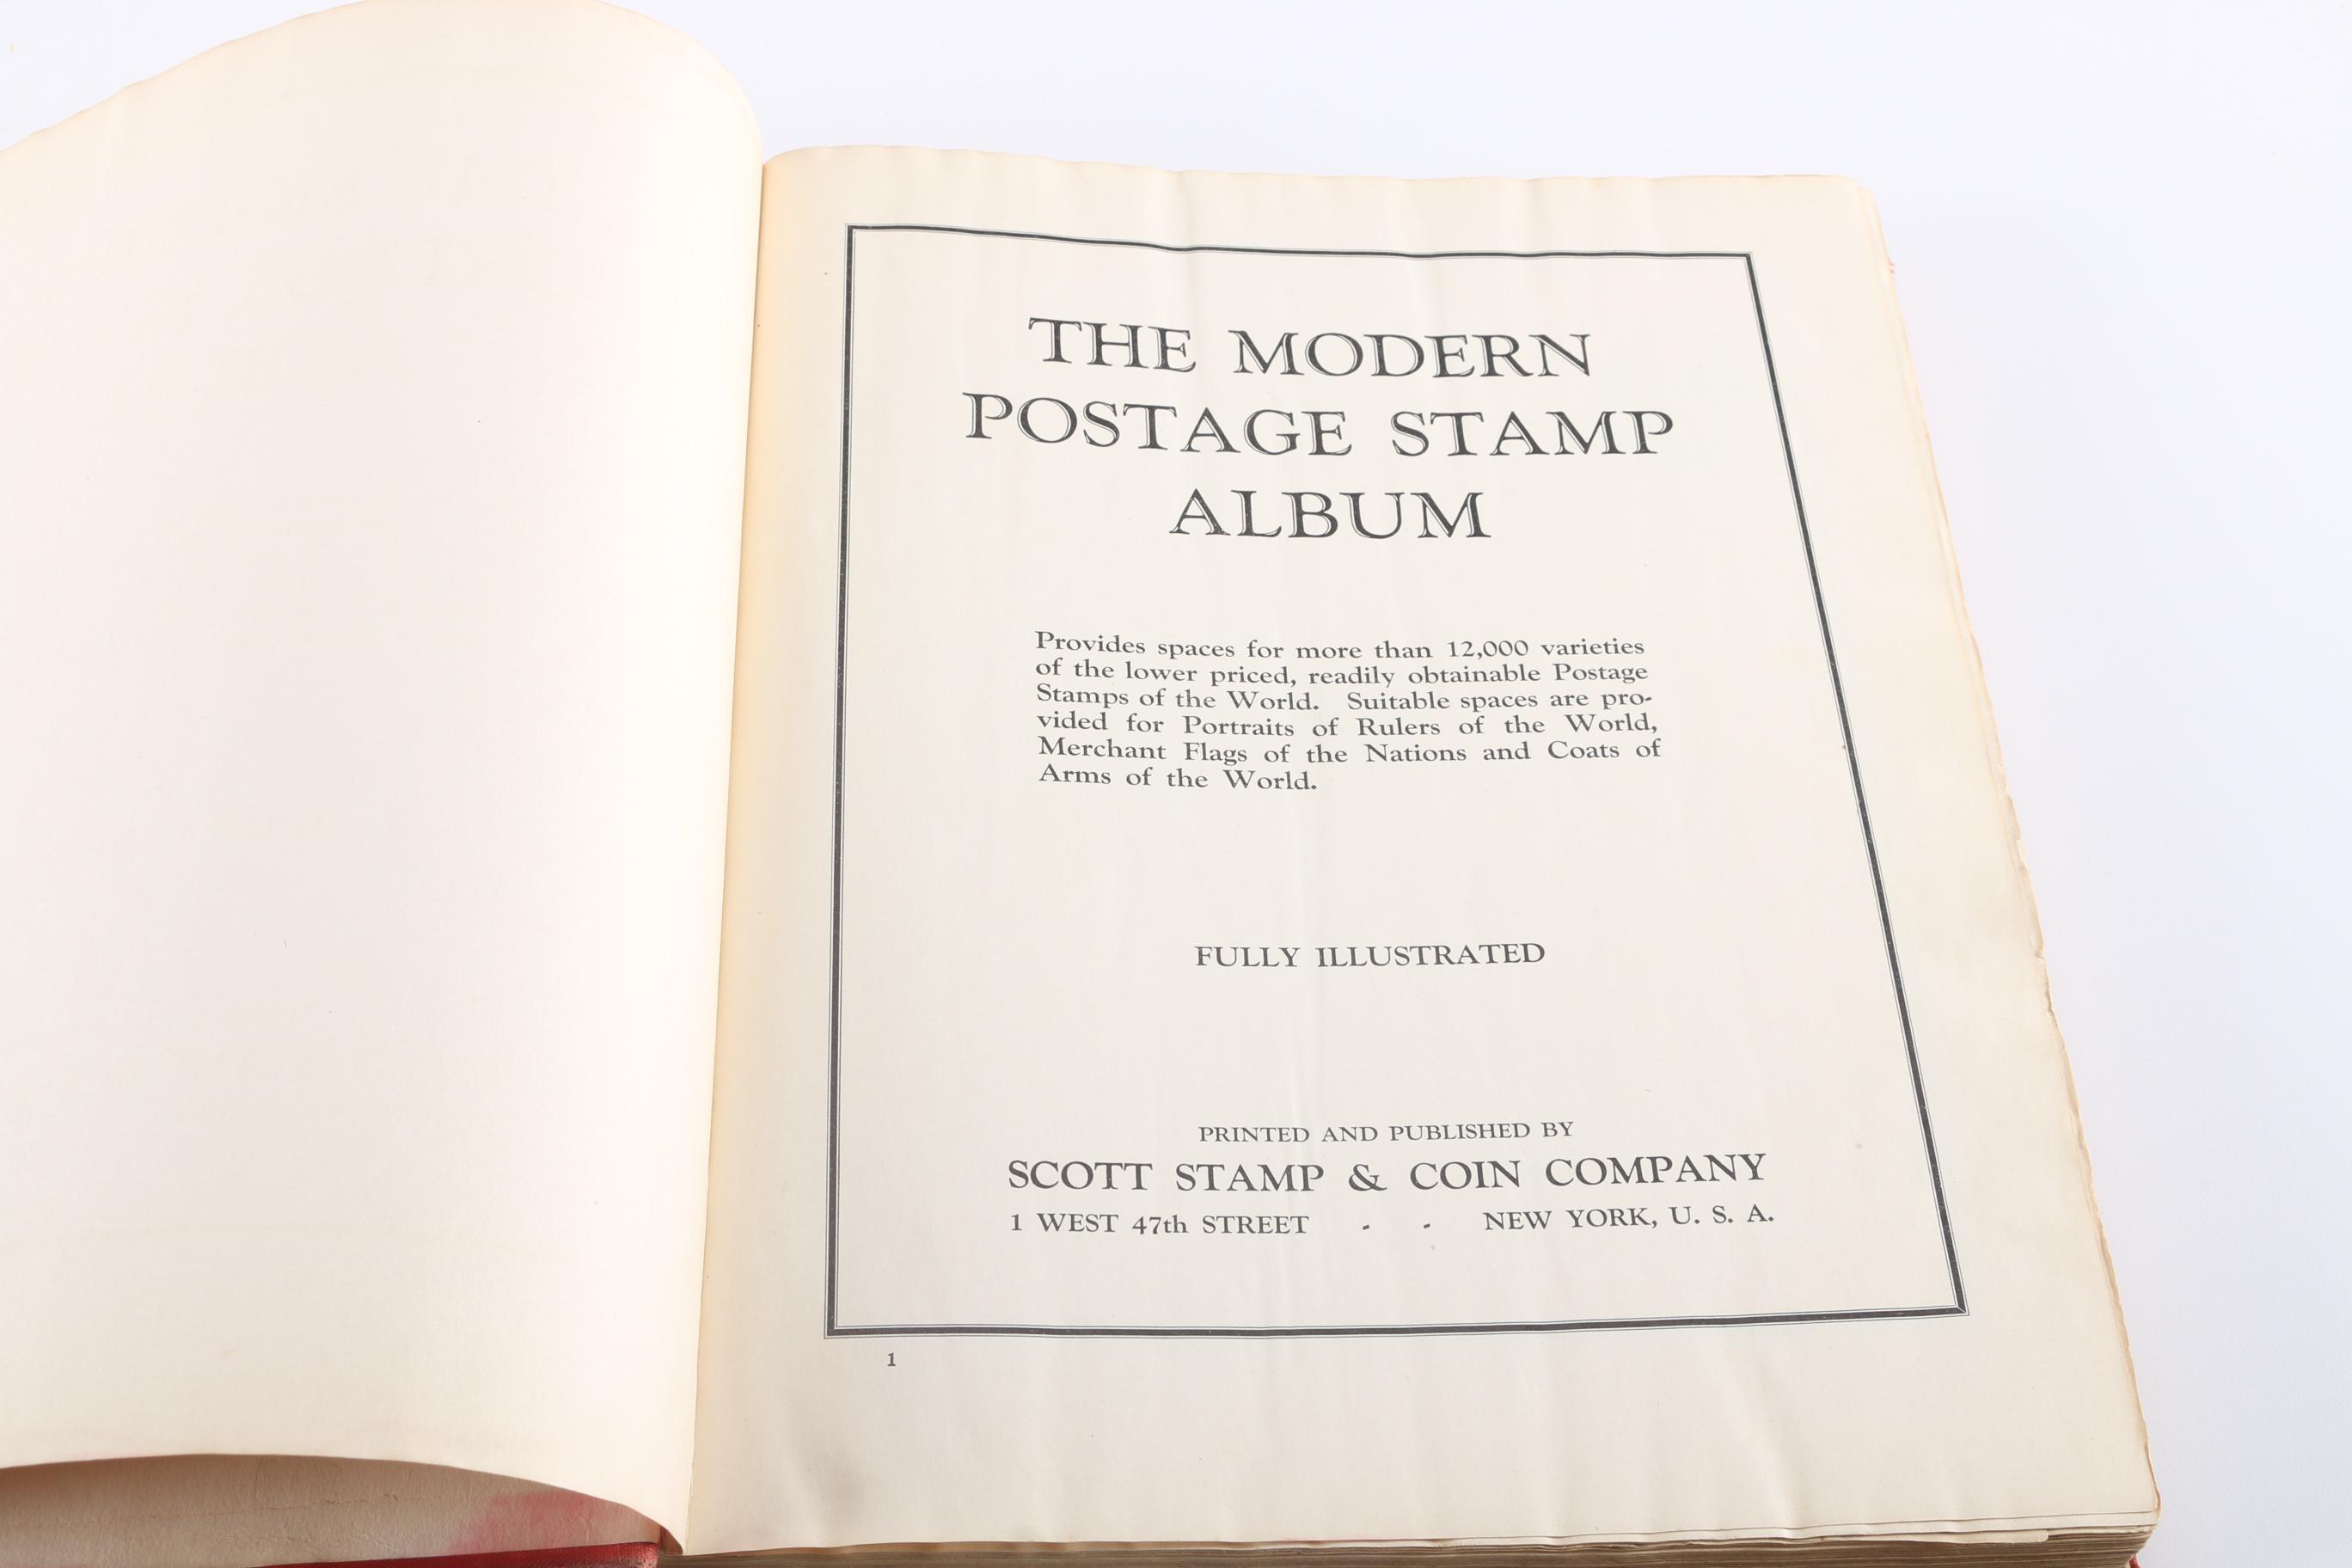 THE MODERN
POSTAGE STAMP
ALBUM
Provides spaces for more than 12,000 varieties
of the lower priced, readily obtainable Postage
Stamps of the World. Suitable spaces are pro-
vided for Portraits of Rulers of the World,
Merchant Flags of the Nations and Coats of
Arms of the World.
FULLY ILLUSTRATED
PRINTED AND PUBLISHED BY
SCOTT STAMP & COIN COMPANY
1 WEST 47th STREET - - NEW YORK, U. S. A.
1